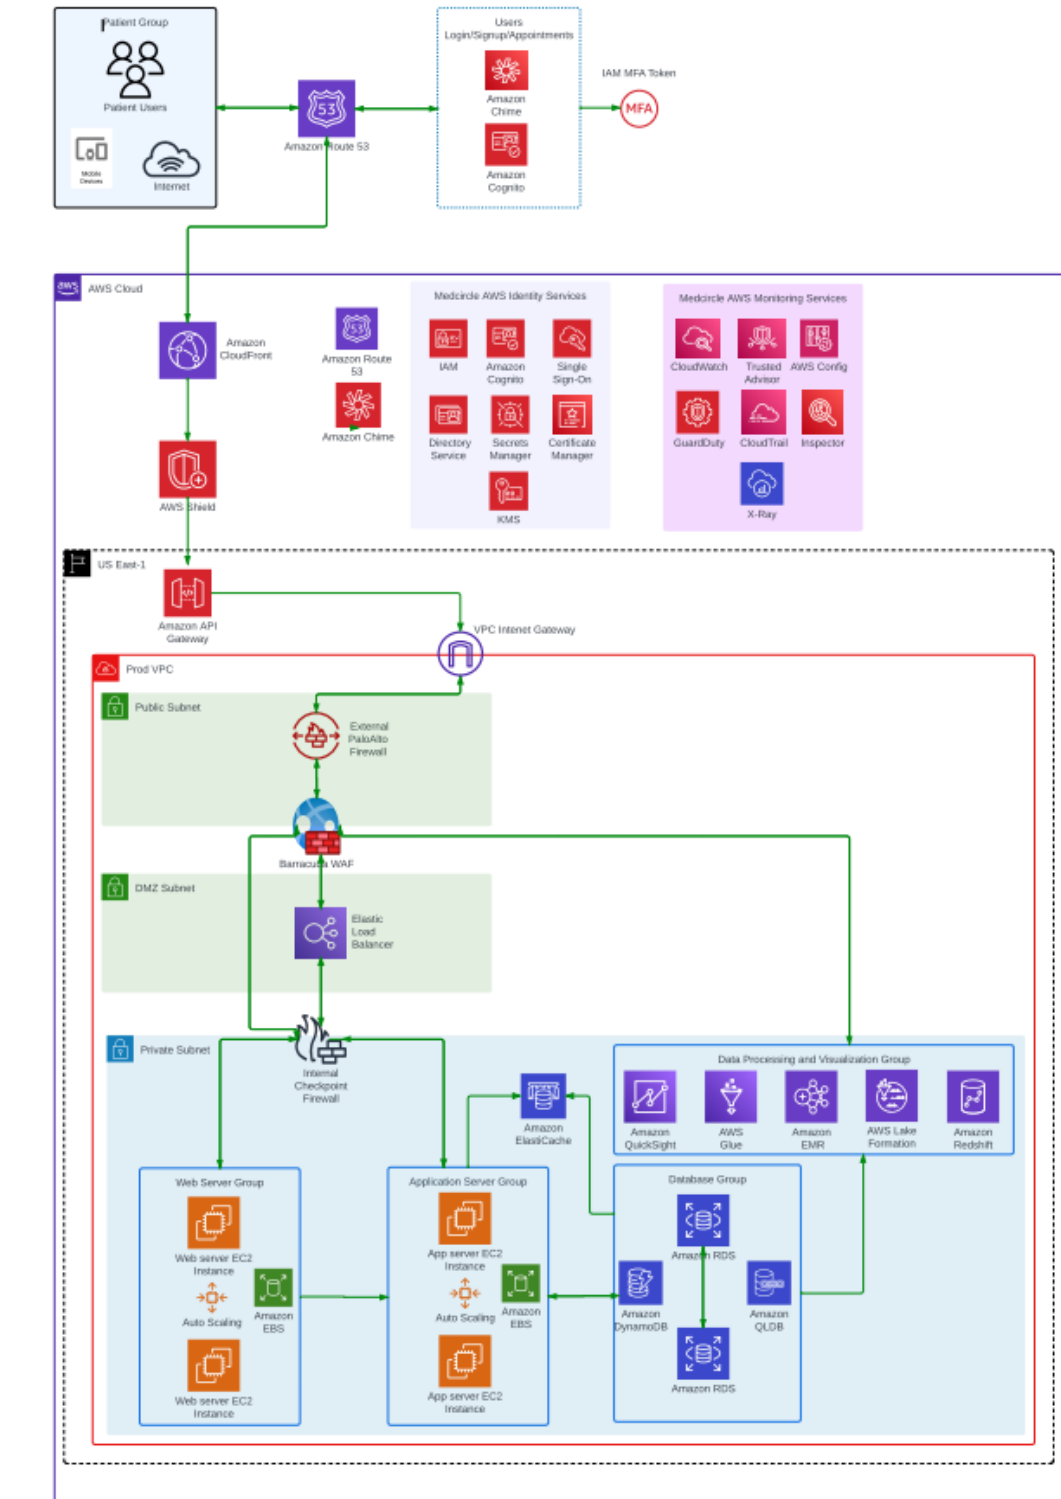 Patient Group
Patient Users
Mobile
Devices
Internet
53
Amazon Route 53
Users
Login/Signup/Appointments
Amazon
Chime
Amazon
Cognito
IAM MFA Token
MFA
aws
AWS Cloud
Amazon
CloudFront
AWS Shield
53
Amazon Route
53
Amazon Chime
Medcircle AWS Identity Services
IAM
Amazon
Cognito
Single
Sign-On
Directory
Service
Secrets
Manager
Certificate
Manager
KMS
Medcircle AWS Monitoring Services
CloudWatch
Trusted
Advisor
AWS Config
GuardDuty
CloudTrail
Inspector
X-Ray
US East-1
Amazon API
Gateway
VPC Intenet Gateway
Prod VPC
Public Subnet
External
PaloAlto
Firewall
Barracuda WAF
DMZ Subnet
Elastic
Load
Balancer
Private Subnet
Internal
Checkpoint
Firewall
Amazon
ElastiCache
Data Processing and Visualization Group
Amazon
QuickSight
AWS
Glue
Amazon
EMR
AWS Lake
Formation
Amazon
Redshift
Web Server Group
Web server EC2
Instance
Auto Scaling
Amazon
EBS
Web server EC2
Instance
Application Server Group
App server EC2
Instance
Auto Scaling
Amazon
EBS
App server EC2
Instance
Database Group
Amazon RDS
Amazon
DynamoDB
Amazon
QLDB
Amazon RDS